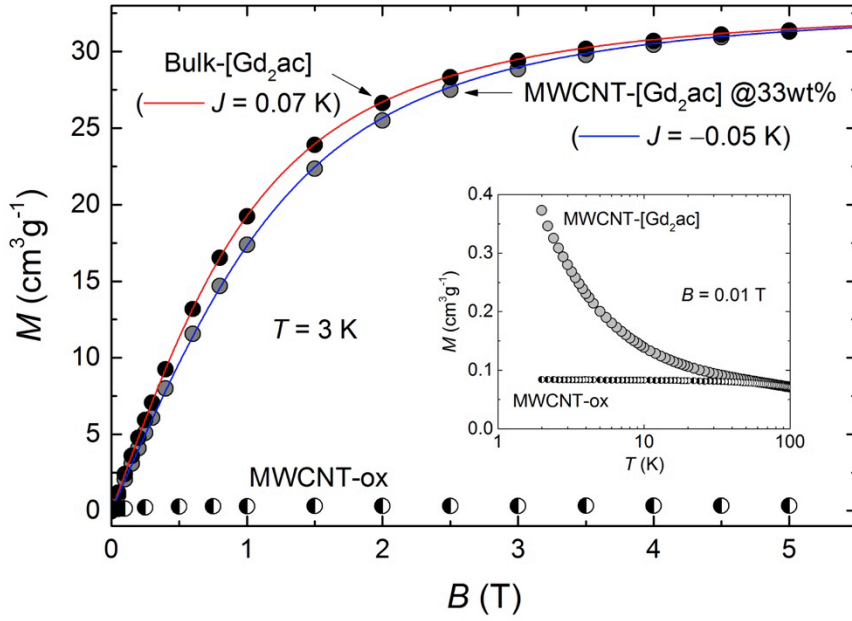 Bulk-[Gd₂ac]
( J = 0.07 K)
MWCNT-[Gd₂ac] @33wt%
( J = −0.05 K)
T = 3 K
MWCNT-ox
M (cm³g⁻¹)
30
25
20
15
10
5
0
0 1 2 3 4 5
B (T)
0.4
0.3
0.2
0.1
0.0
M (cm³g⁻¹)
MWCNT-[Gd₂ac]
B = 0.01 T
MWCNT-ox
1 10 100
T (K)